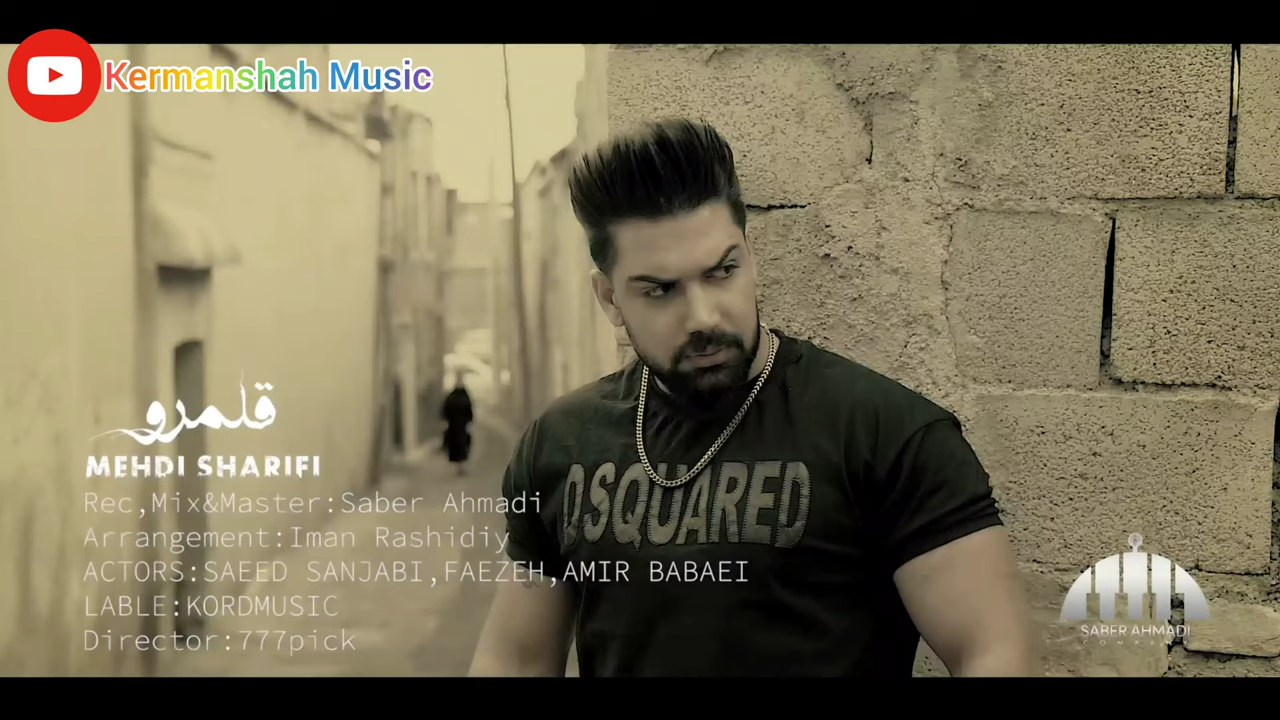 Kermanshah Music
قلمرو
MEHDI SHARIFI
Rec,Mix&Master:Saber Ahmadi
Arrangement:Iman Rashidiy
ACTORS:SAEED SANJABI,FAEZEH,AMIR BABAEI
LABLE:KORDMUSIC
Director:777pick
DSQUARED
SABER AHMADI